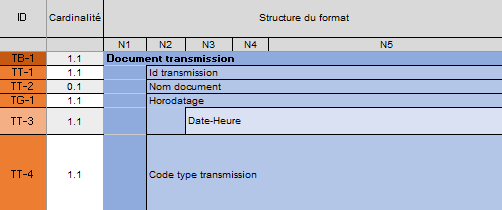 ID Cardinalité Structure du format
N1 N2 N3 N4 N5
TB-1 1.1 Document transmission
TT-1 1.1 Id transmission
TT-2 0.1 Nom document
TG-1 1.1 Horodatage
TT-3 1.1 Date-Heure
TT-4 1.1 Code type transmission